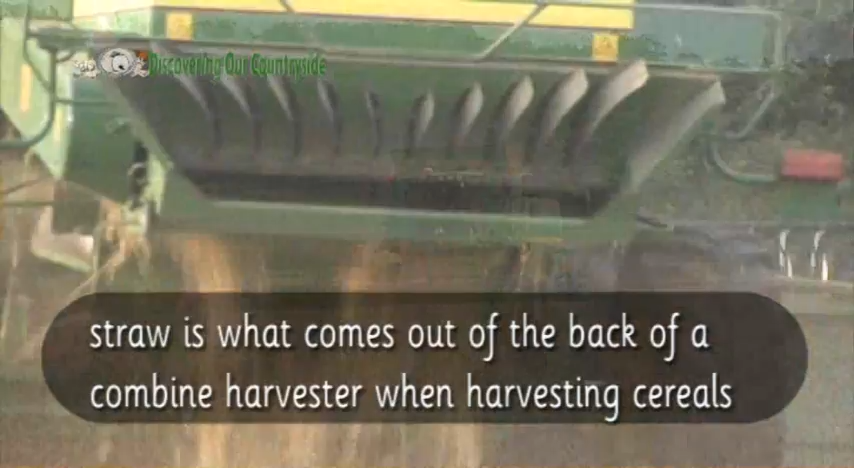 Discovering Our Countryside
straw is what comes out of the back of a
combine harvester when harvesting cereals